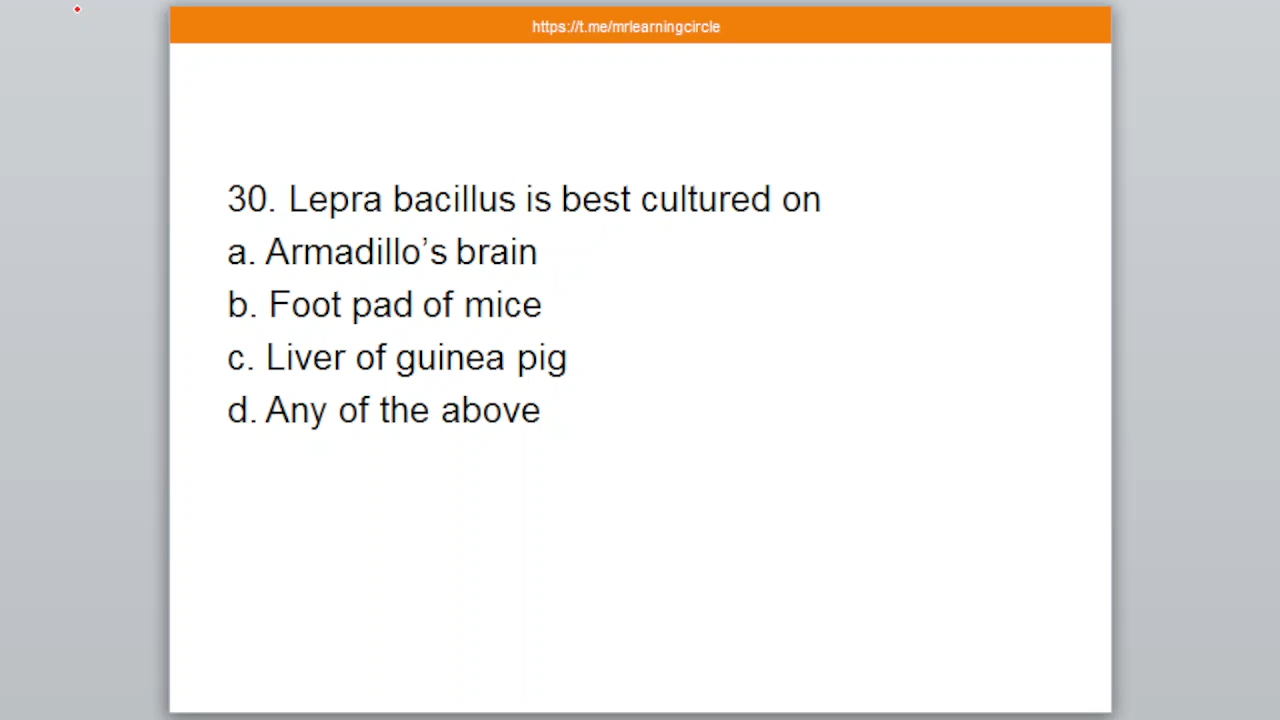 https://t.me/mrlearningcircle
30. Lepra bacillus is best cultured on
a. Armadillo’s brain
b. Foot pad of mice
c. Liver of guinea pig
d. Any of the above